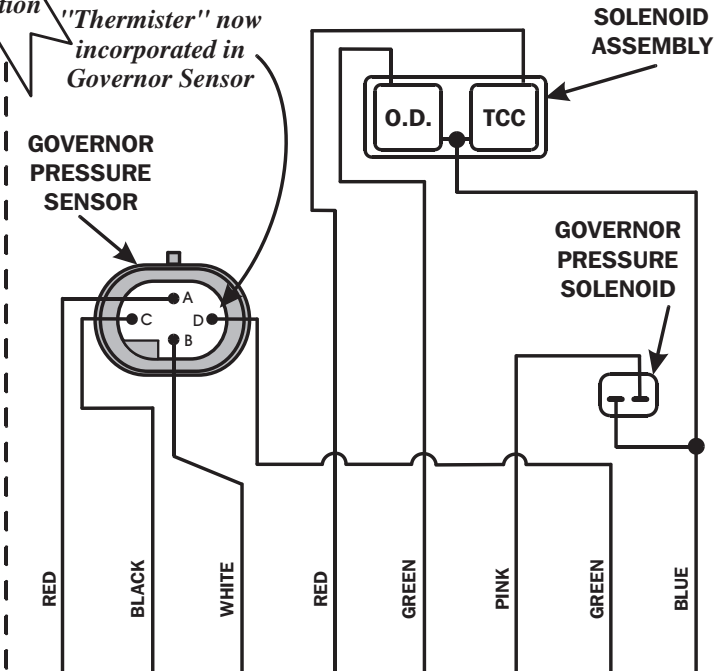 "Thermister" now
incorporated in
Governor Sensor
SOLENOID
ASSEMBLY
O.D.
TCC
GOVERNOR
PRESSURE
SENSOR
GOVERNOR
PRESSURE
SOLENOID
A
C
D
B
RED
BLACK
WHITE
RED
GREEN
PINK
GREEN
BLUE